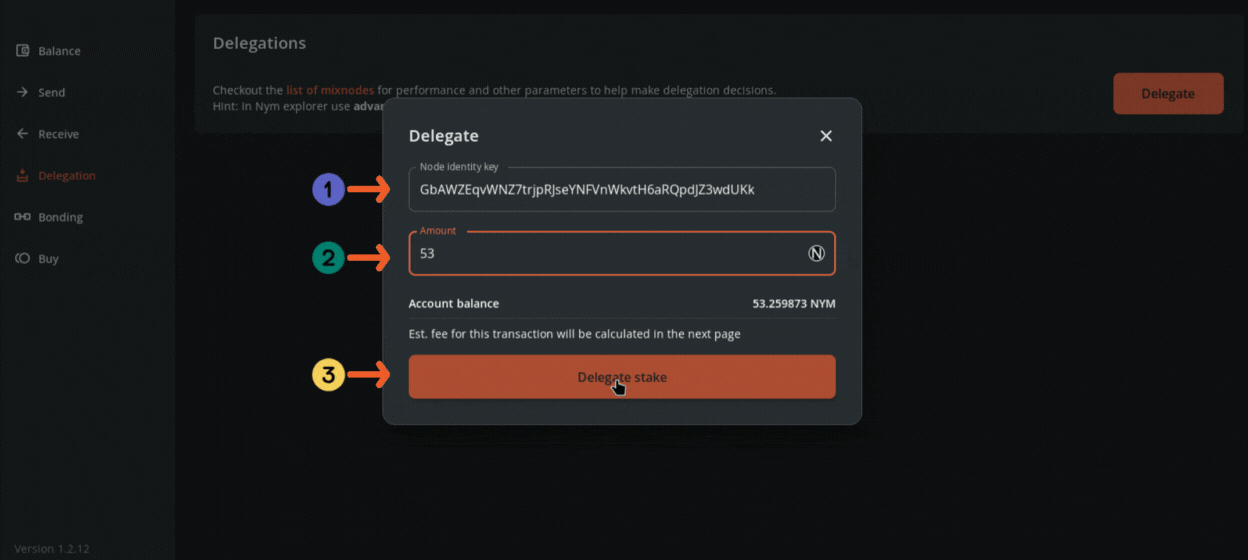 Balance
Send
Receive
Delegation
Bonding
Buy
Version 1.2.12
Delegations
Checkout the list of mixnodes for performance and other parameters to help make delegation decisions.
Hint: In Nym explorer use advan
Delegate
Delegate
Node identity key
GbAWZEqvWNZ7trjpRJseYNFVnWkvtH6aRQpdJZ3wdUKk
Amount
53
Account balance 53.259873 NYM
Est. fee for this transaction will be calculated in the next page
Delegate stake
1
2
3